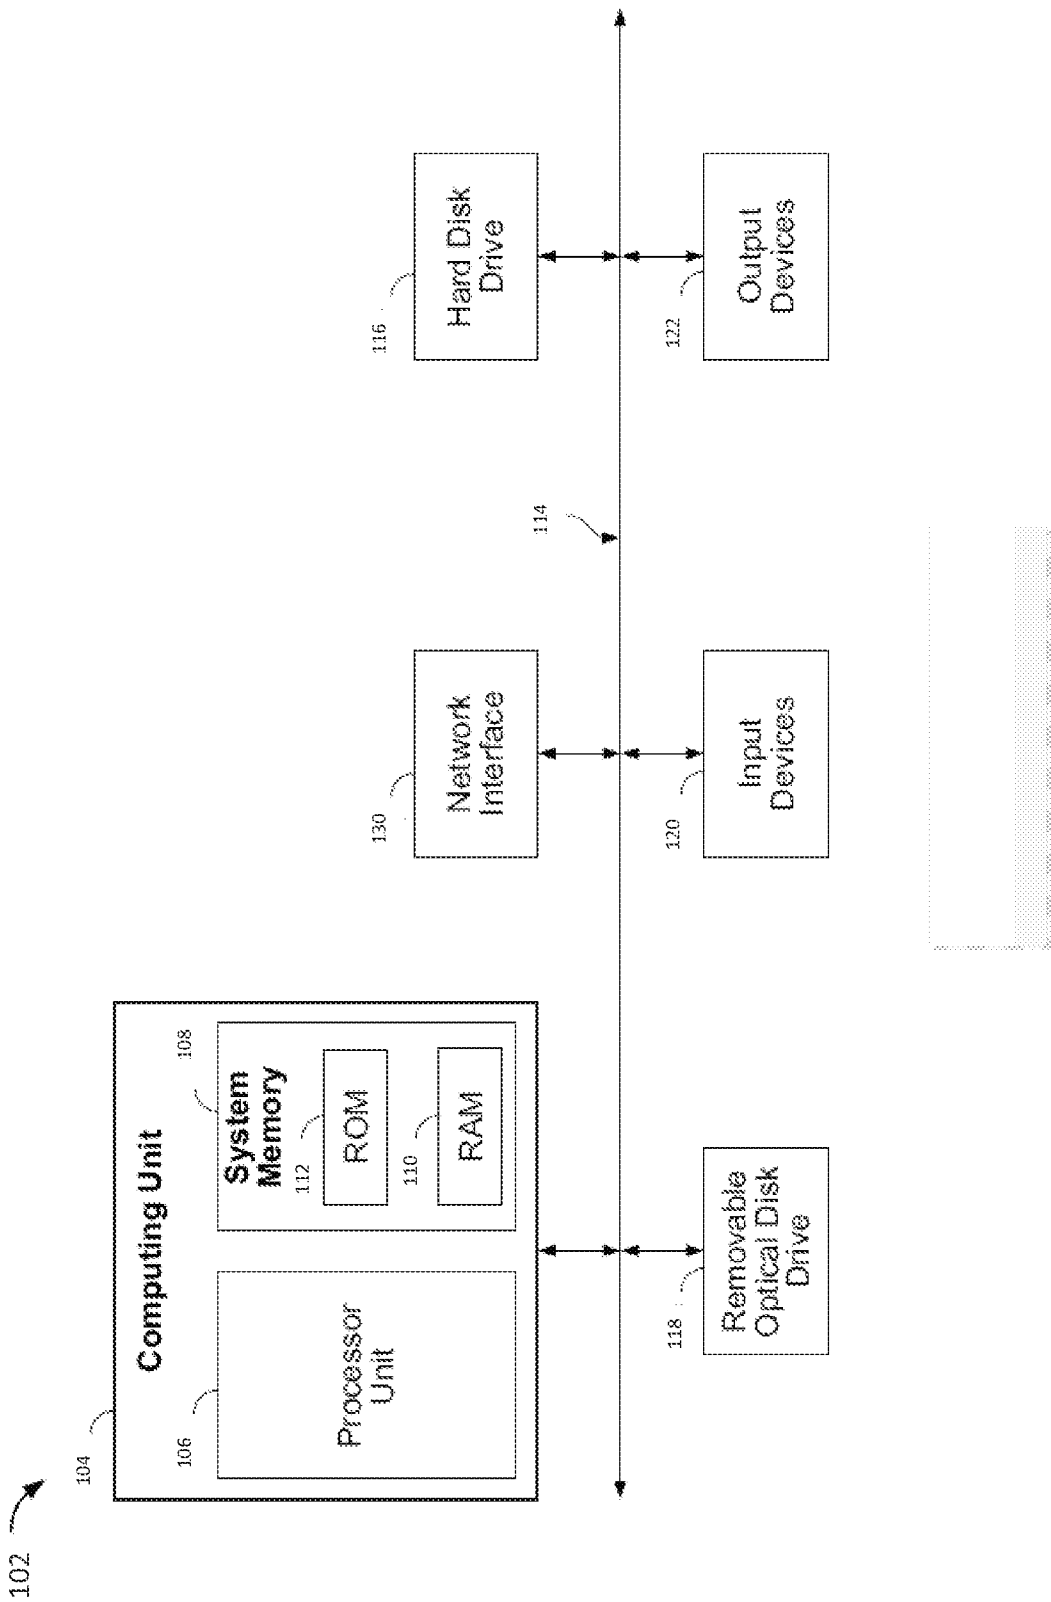 102
104
Computing Unit
106
Processor
Unit
108
System
Memory
112
ROM
110
RAM
130
Network
Interface
116
Hard Disk
Drive
114
118
Removable
Optical Disk
Drive
120
Input
Devices
122
Output
Devices